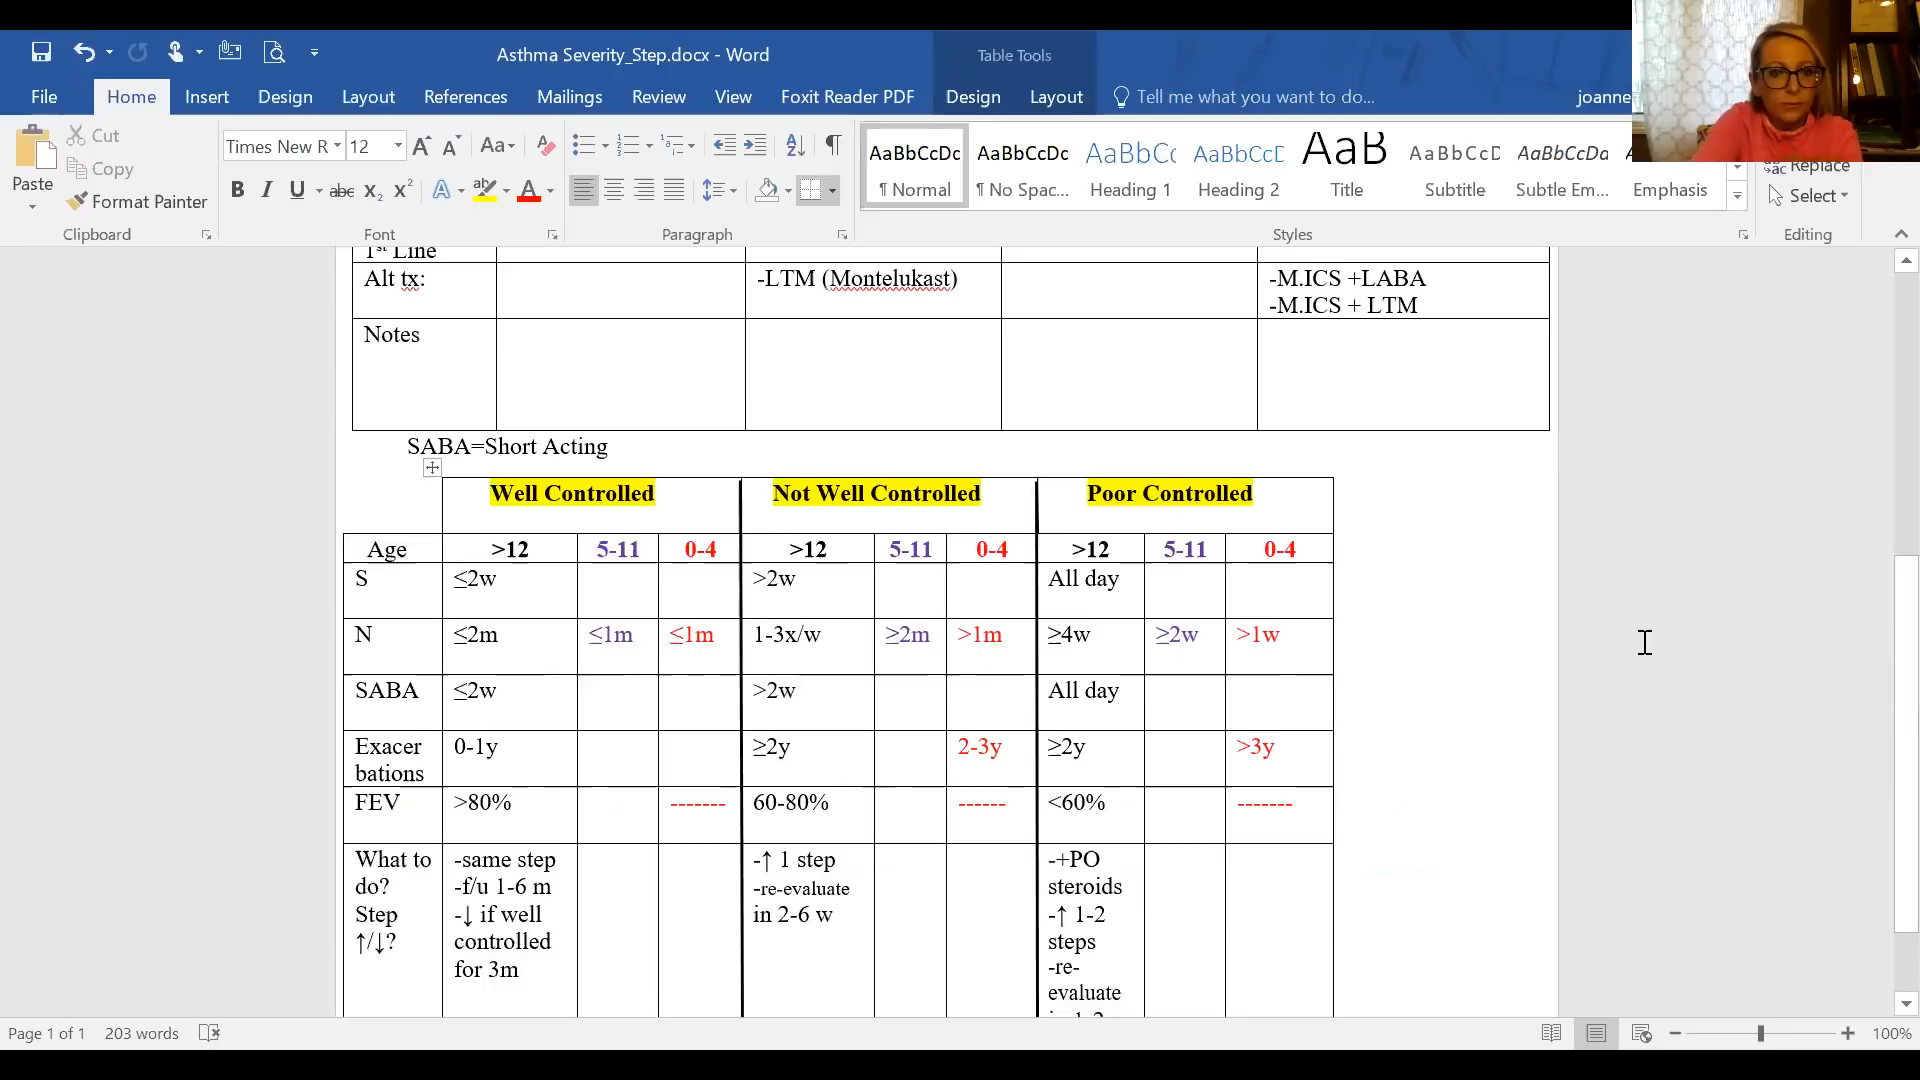 Asthma Severity_Step.docx - Word
Table Tools
File Home Insert Design Layout References Mailings Review View Foxit Reader PDF Design Layout Tell me what you want to do... joanne
Cut
Copy
Paste
Format Painter
Times New R 12
AaBbCcDc AaBbCcDc AaBbCc AaBbCcD AaB AaBbCcD AaBbCcDd
¶ Normal ¶ No Spac... Heading 1 Heading 2 Title Subtitle Subtle Em... Emphasis
Replace
Select
Clipboard Font Paragraph Styles Editing
1st Line
Alt tx: -LTM (Montelukast) -M.ICS +LABA
-M.ICS + LTM
Notes
SABA=Short Acting
Well Controlled Not Well Controlled Poor Controlled
Age >12 5-11 0-4 >12 5-11 0-4 >12 5-11 0-4
S ≤2w >2w All day
N ≤2m ≤1m ≤1m 1-3x/w ≥2m >1m ≥4w ≥2w >1w
SABA ≤2w >2w All day
Exacer 0-1y ≥2y 2-3y ≥2y >3y
bations
FEV >80% ------- 60-80% ------ <60% -------
What to -same step -↑ 1 step -+PO
do? -f/u 1-6 m -re-evaluate steroids
Step -↓ if well in 2-6 w -↑ 1-2
↑/↓? controlled steps
for 3m -re-
evaluate
Page 1 of 1 203 words 100%